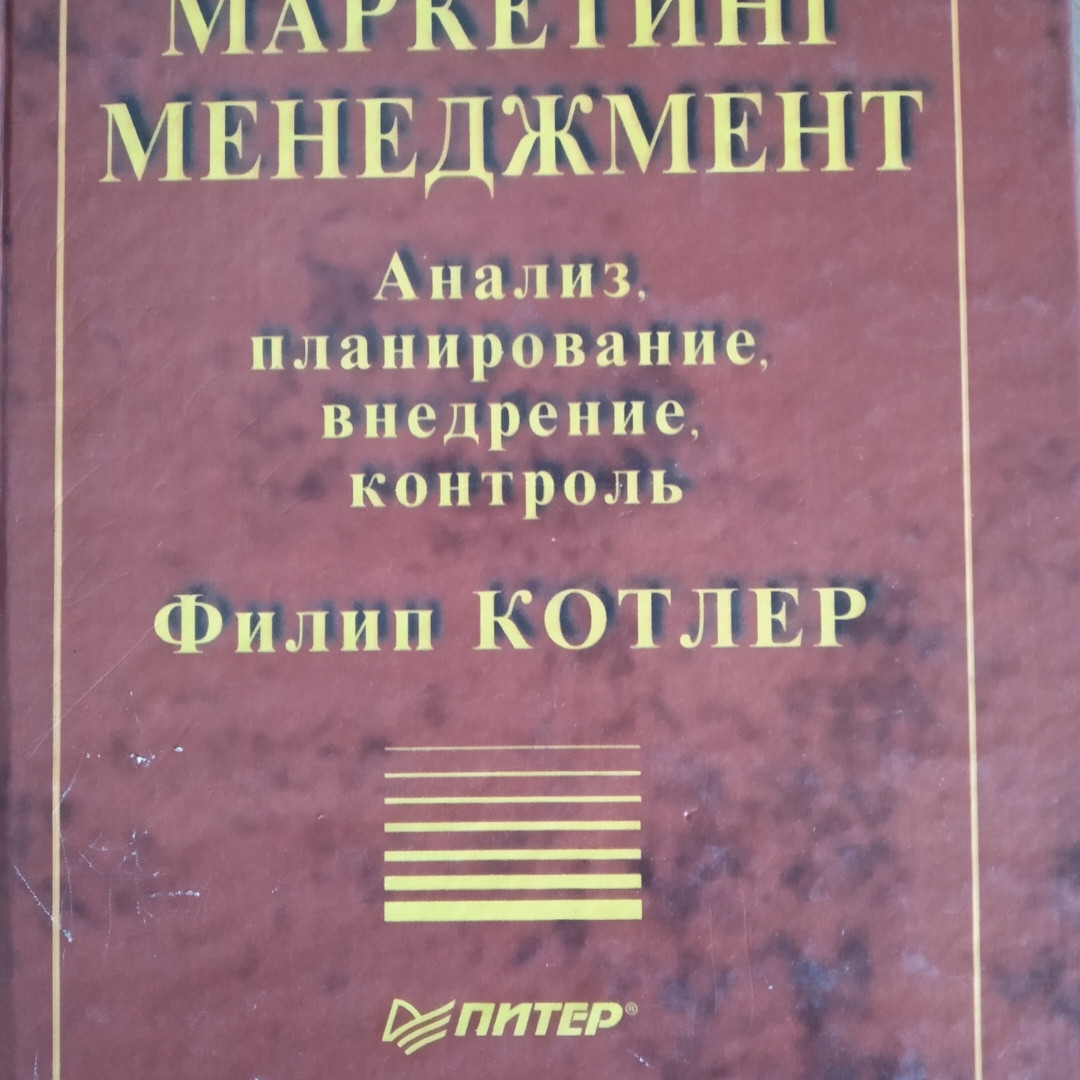 МАРКЕТИНГ
МЕНЕДЖМЕНТ
Анализ,
планирование,
внедрение,
контроль
Филип КОТЛЕР
ПИТЕР®